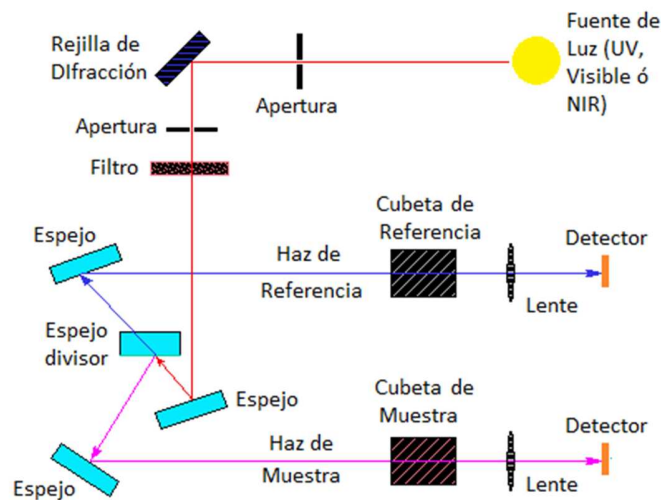 Rejilla de
DIfracción
Apertura
Fuente de
Luz (UV,
Visible ó
NIR)
Apertura
Filtro
Espejo
Haz de
Referencia
Cubeta de
Referencia
Lente
Detector
Espejo
divisor
Espejo
Espejo
Haz de
Muestra
Cubeta de
Muestra
Lente
Detector